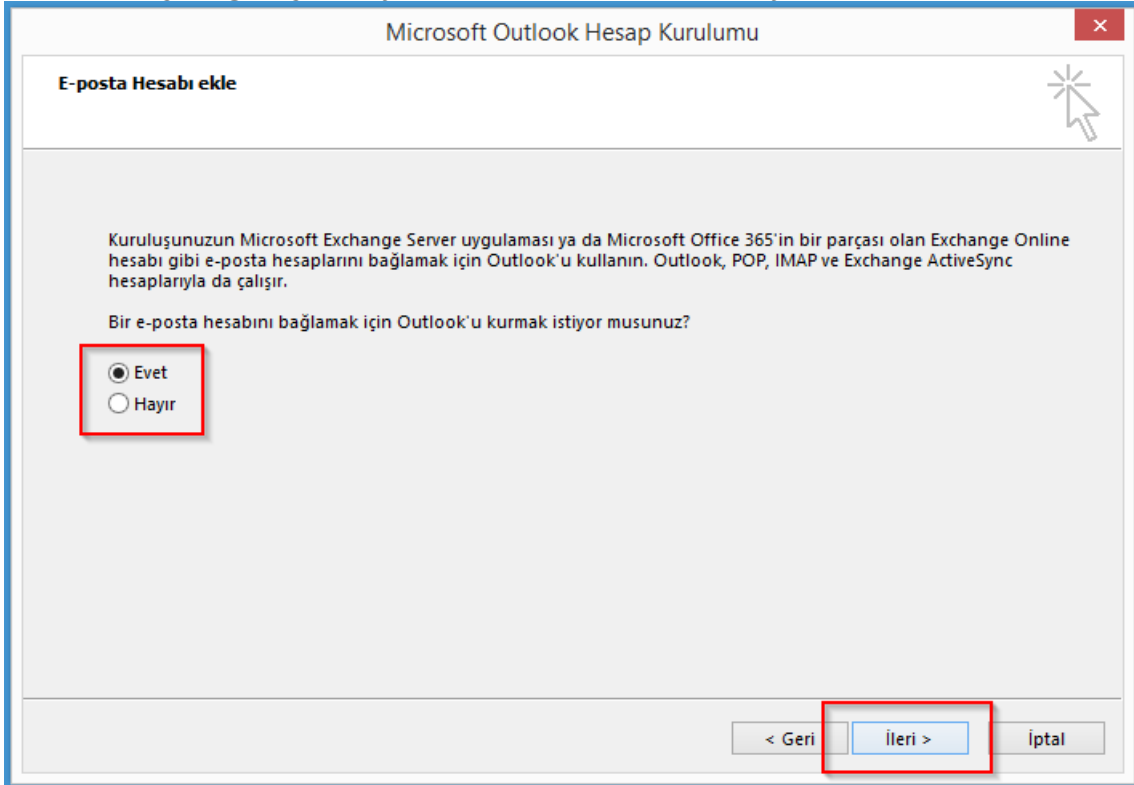 Microsoft Outlook Hesap Kurulumu
E-posta Hesabı ekle
Kuruluşunuzun Microsoft Exchange Server uygulaması ya da Microsoft Office 365'in bir parçası olan Exchange Online
hesabı gibi e-posta hesaplarını bağlamak için Outlook'u kullanın. Outlook, POP, IMAP ve Exchange ActiveSync
hesaplarıyla da çalışır.
Bir e-posta hesabını bağlamak için Outlook'u kurmak istiyor musunuz?
Evet
Hayır
< Geri İleri > İptal